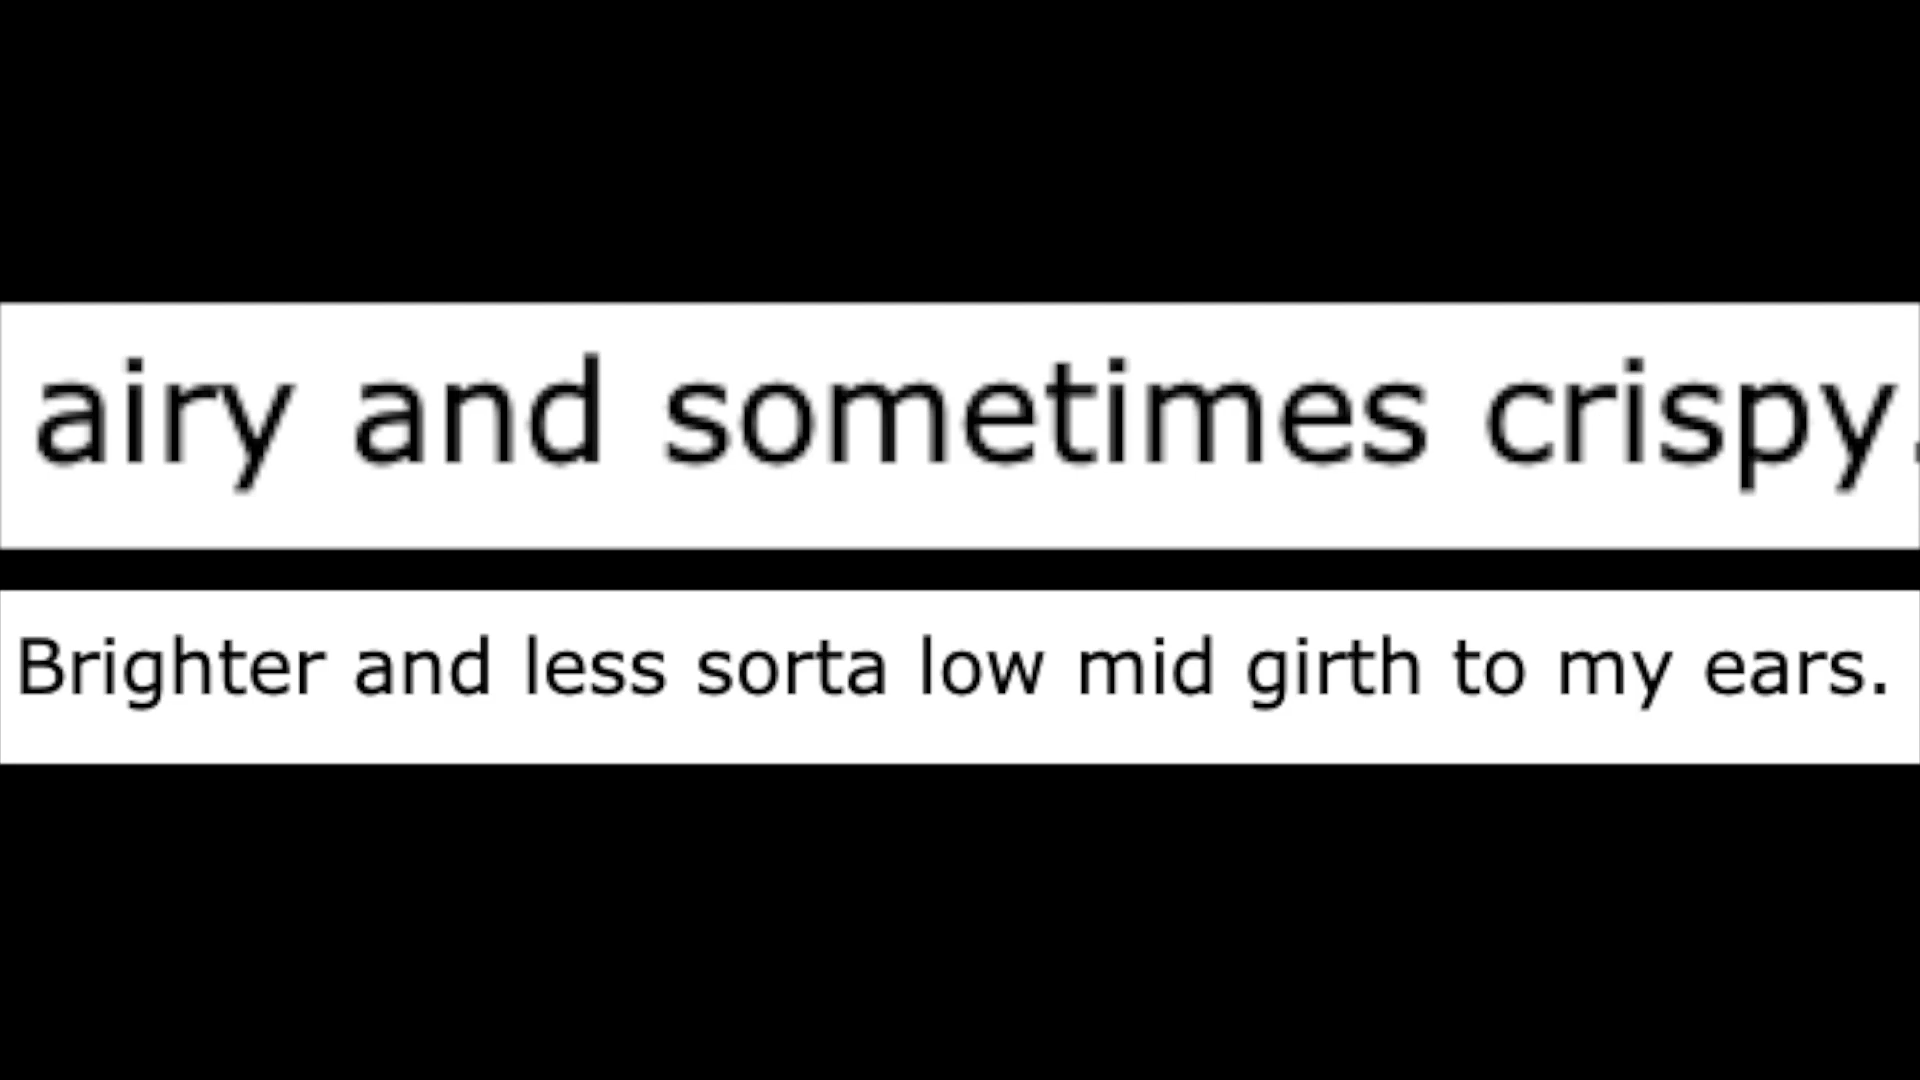 airy and sometimes crispy.
Brighter and less sorta low mid girth to my ears.